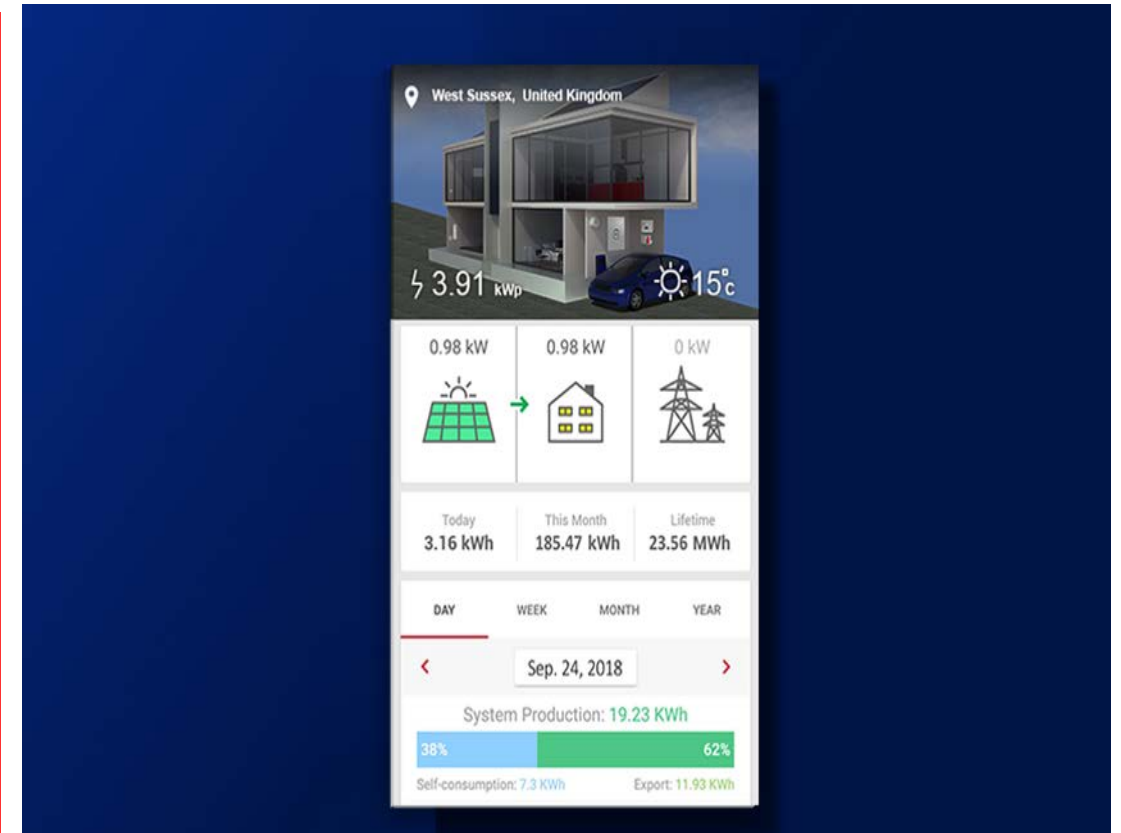 West Sussex, United Kingdom
3.91 kWp
15°c
0.98 kW
0.98 kW
0 kW
Today
3.16 kWh
This Month
185.47 kWh
Lifetime
23.56 MWh
DAY
WEEK
MONTH
YEAR
Sep. 24, 2018
System Production: 19.23 KWh
38%
62%
Self-consumption: 7.3 KWh
Export: 11.93 KWh